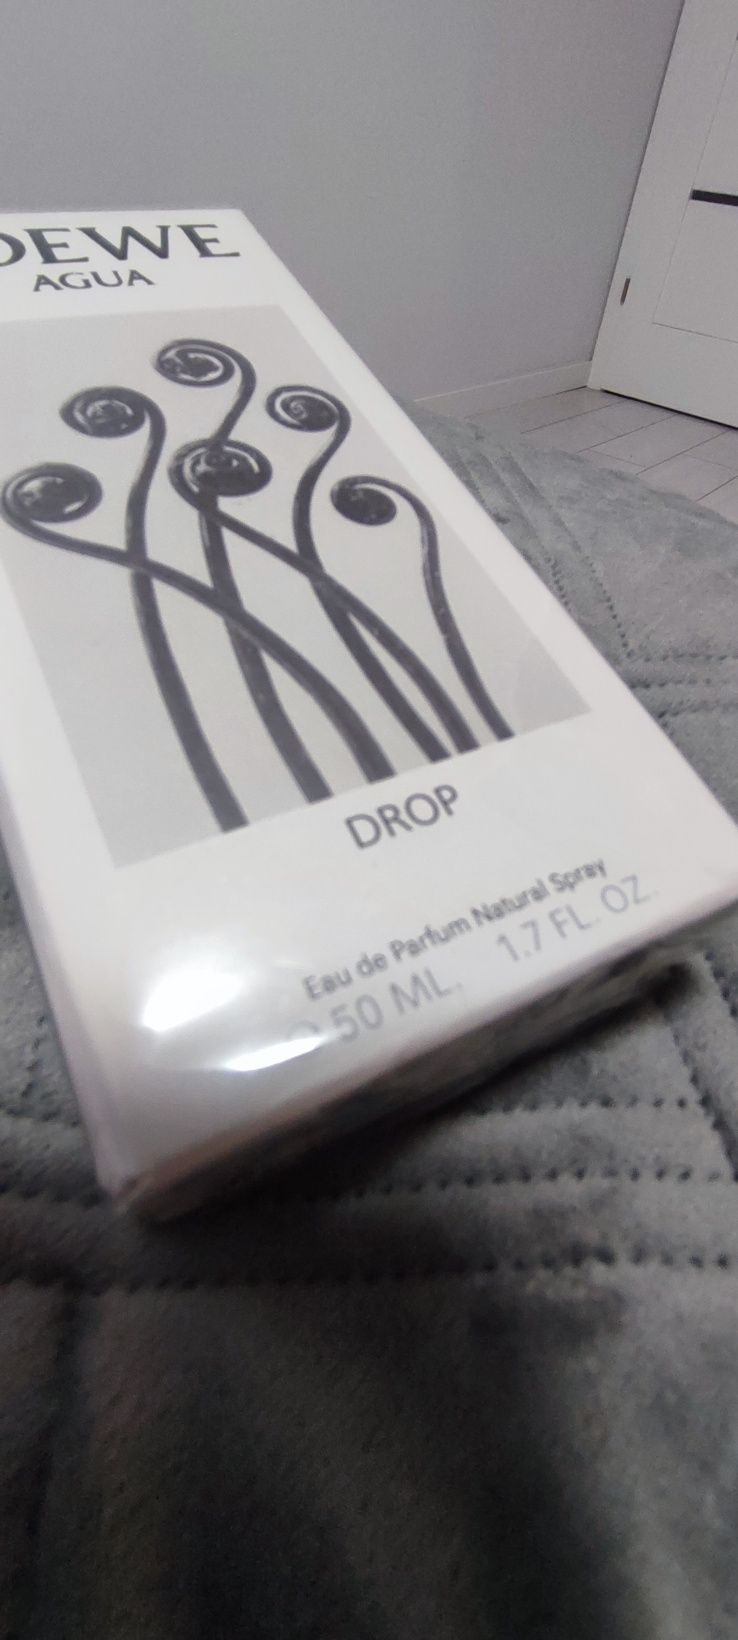 OEWE
AGUA
DROP
Eau de Parfum Natural Spray
50 ML. 1.7 FL. OZ.